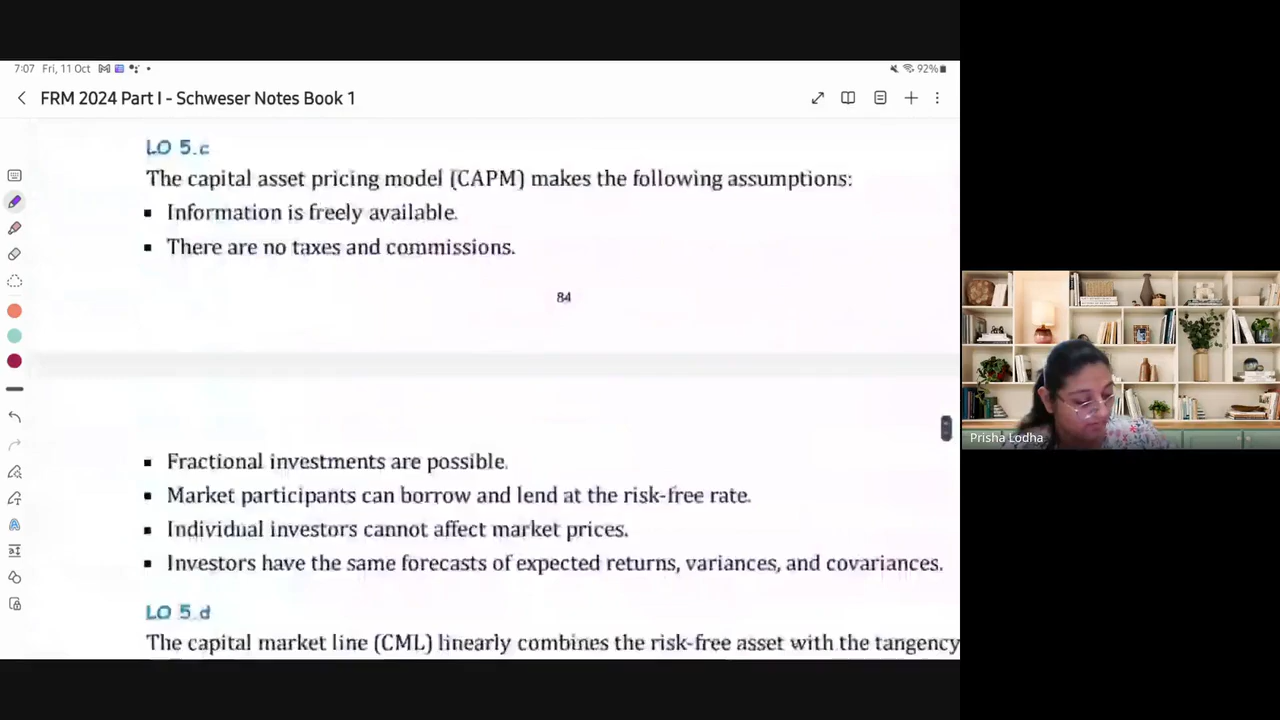 7:07 Fri, 11 Oct
92%
FRM 2024 Part I - Schweser Notes Book 1
LO 5.c
The capital asset pricing model (CAPM) makes the following assumptions:
▪ Information is freely available.
▪ There are no taxes and commissions.
84
▪ Fractional investments are possible.
▪ Market participants can borrow and lend at the risk-free rate.
▪ Individual investors cannot affect market prices.
▪ Investors have the same forecasts of expected returns, variances, and covariances.
LO 5.d
The capital market line (CML) linearly combines the risk-free asset with the tangency
Prisha Lodha